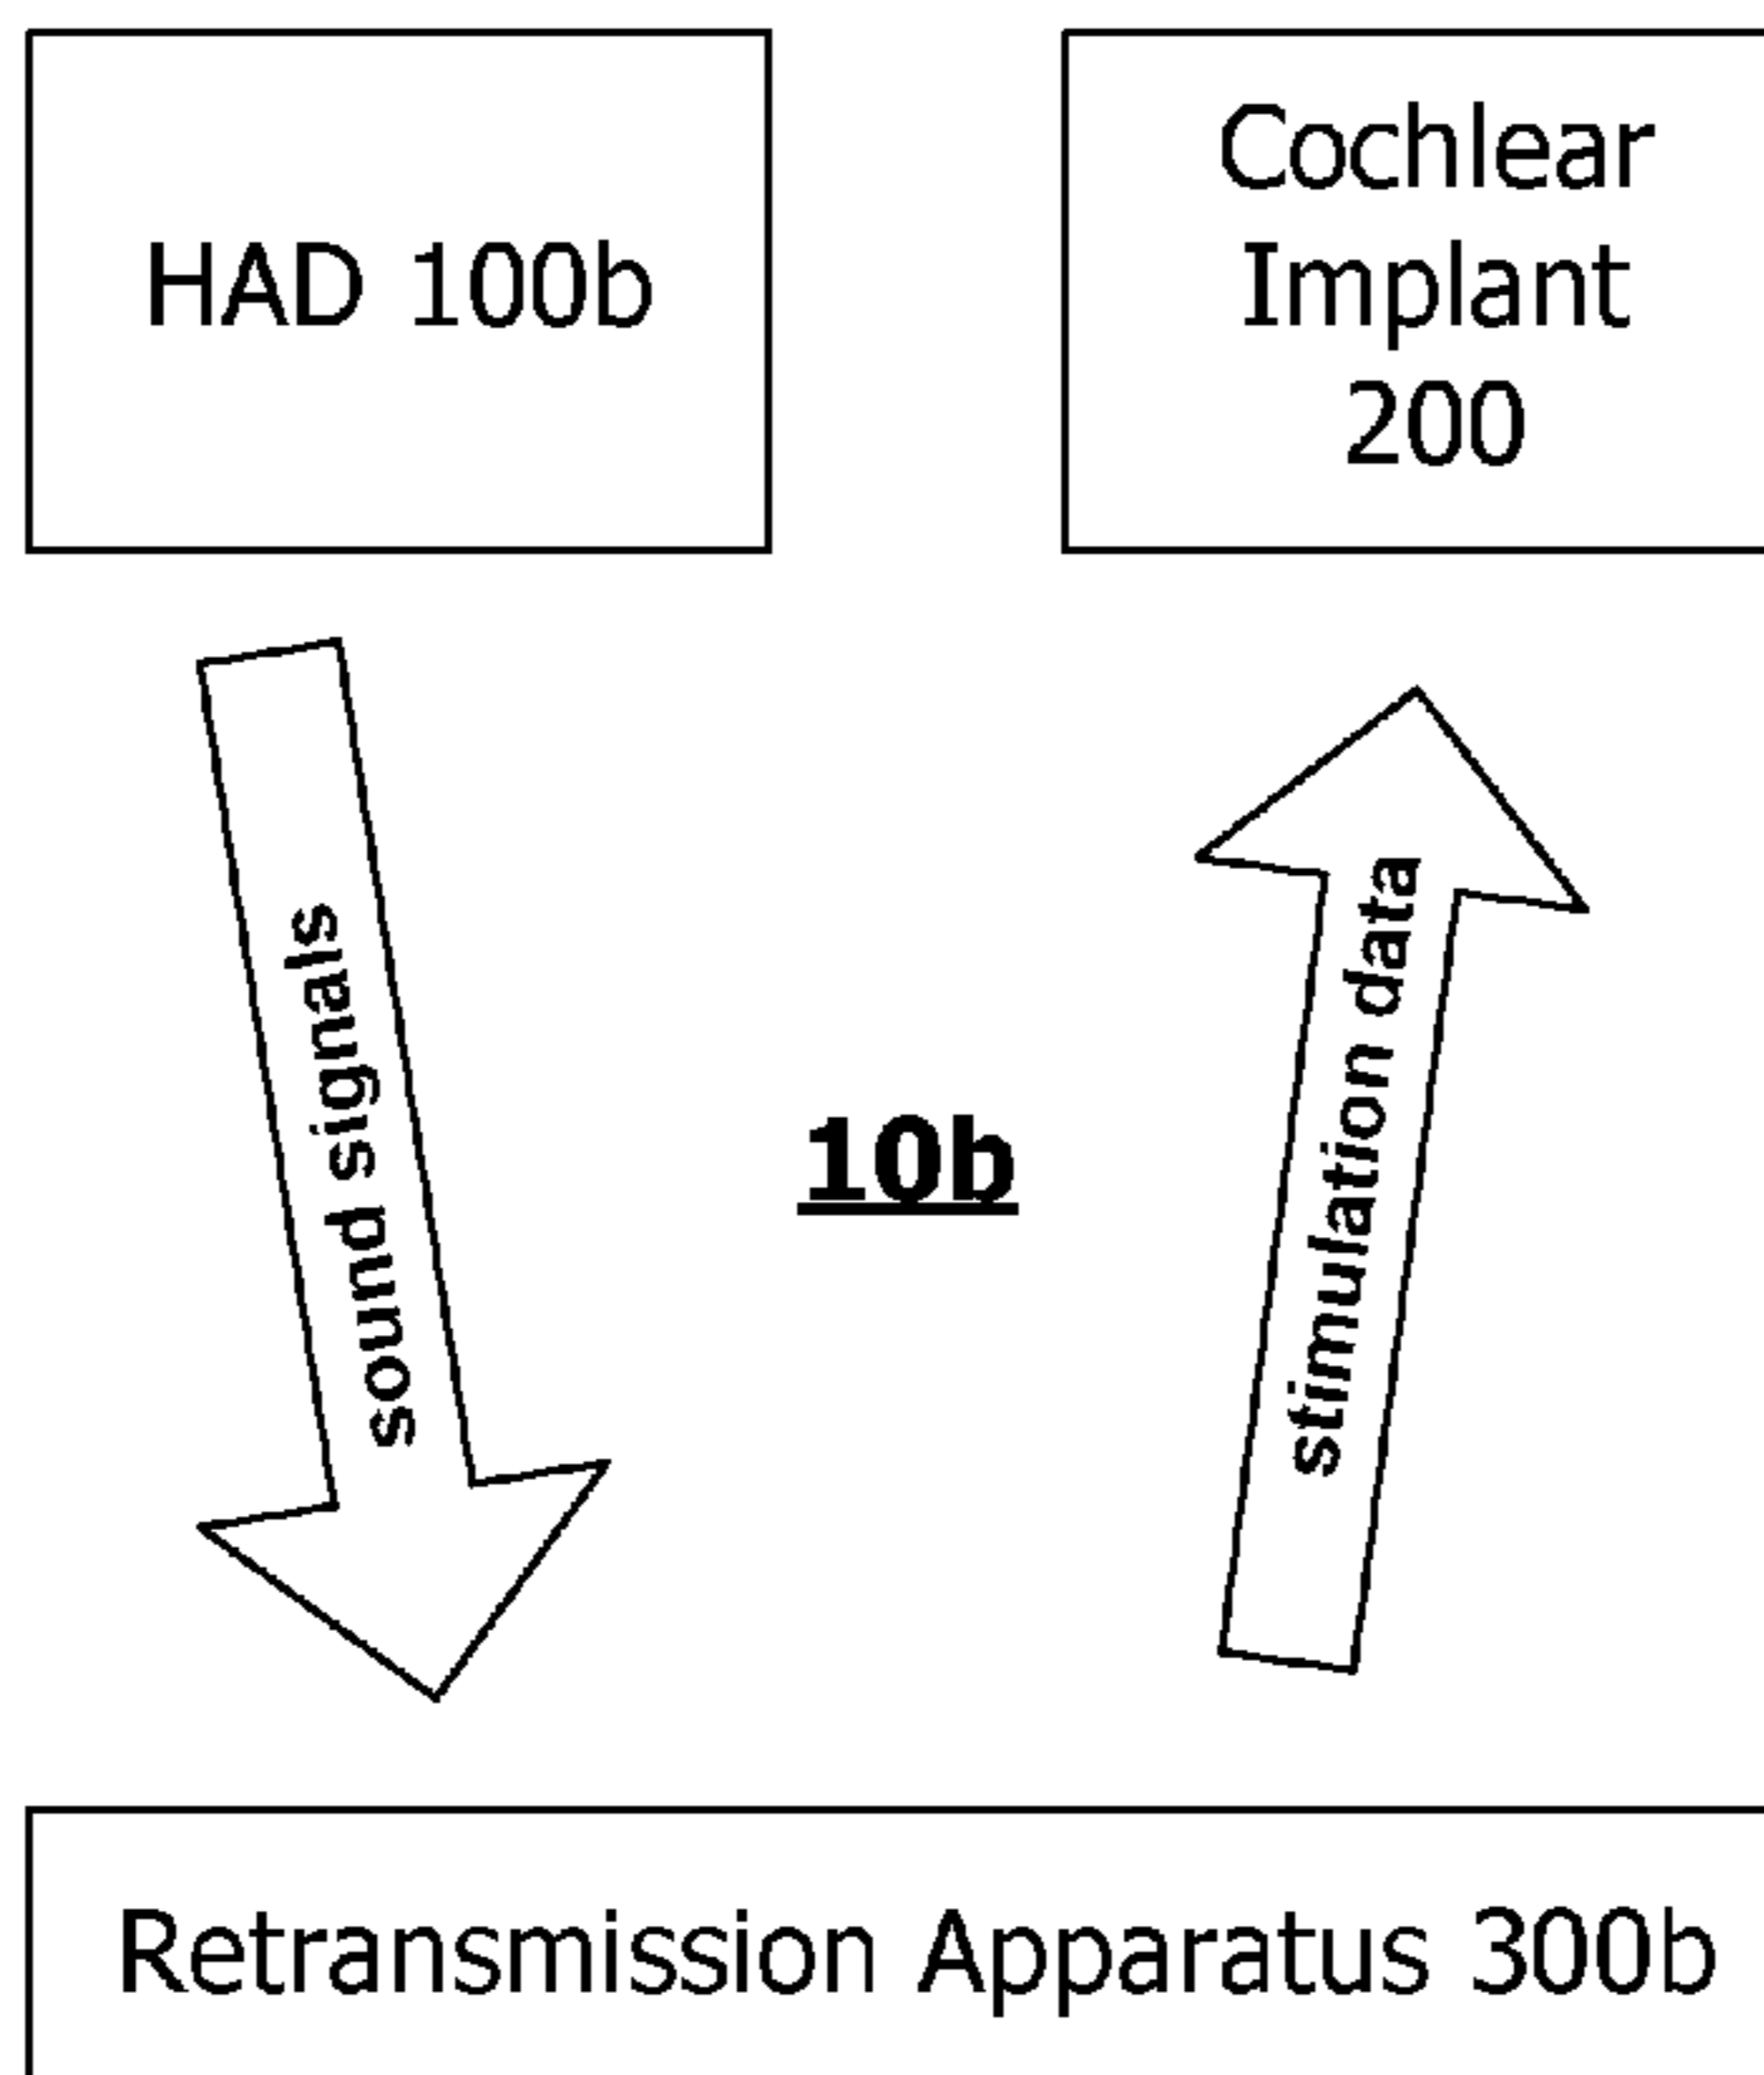 HAD 100b
Cochlear
Implant
200
sound signals
10b
stimulation data
Retransmission Apparatus 300b